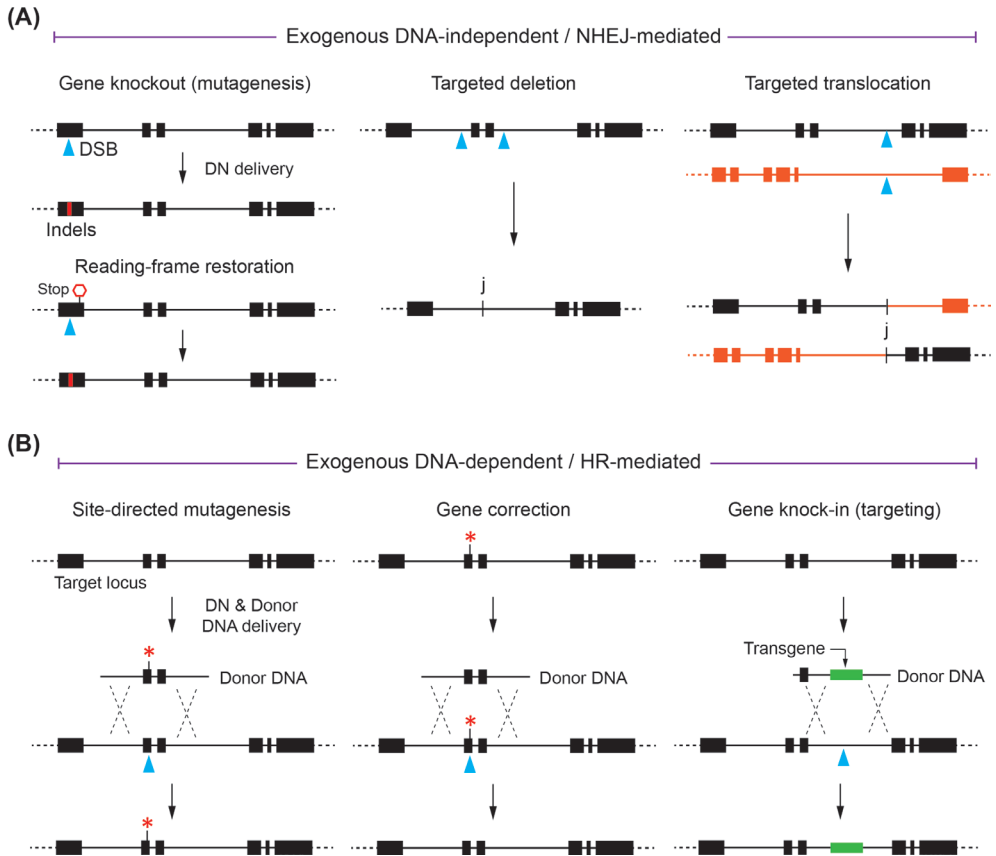 (A)
Exogenous DNA-independent / NHEJ-mediated
Gene knockout (mutagenesis)
Targeted deletion
Targeted translocation
DSB
DN delivery
Indels
Reading-frame restoration
Stop
j
j
(B)
Exogenous DNA-dependent / HR-mediated
Site-directed mutagenesis
Gene correction
Gene knock-in (targeting)
*
Target locus
DN & Donor
DNA delivery
*
Donor DNA
Donor DNA
Transgene
Donor DNA
*
*